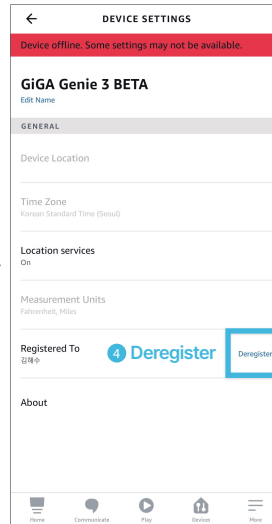 DEVICE SETTINGS
Device offline. Some settings may not be available.
GiGA Genie 3 BETA
Edit Name
GENERAL
Device Location
Time Zone
Korean Standard Time (Seoul)
Location services
On
Measurement Units
Fahrenheit, Miles
Registered To
김해수
4 Deregister
Deregister
About
Home Communicate Play Devices More